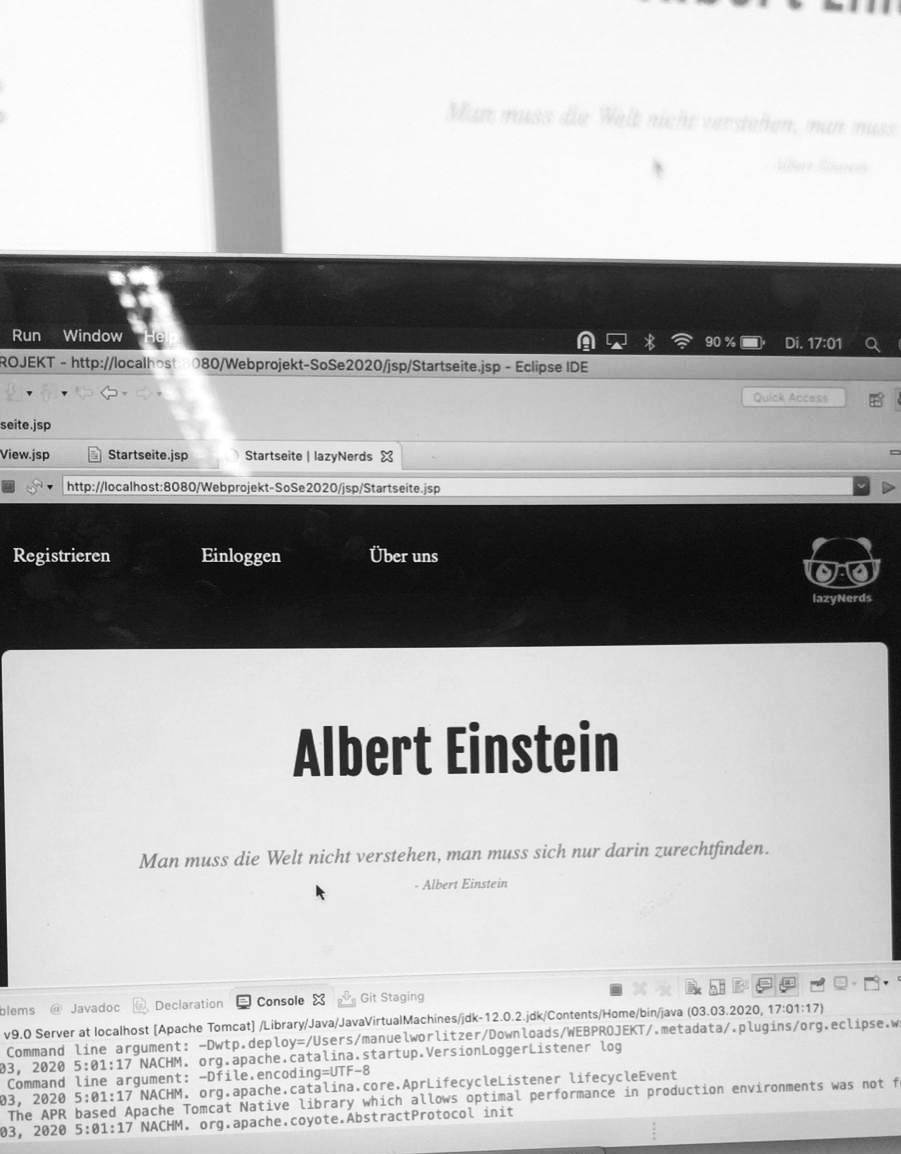 Albert
Man muss die Welt nicht verstehen, man muss
- Albert Einstein
Run Window Help 90 % Di. 17:01
ROJEKT - http://localhost:8080/Webprojekt-SoSe2020/jsp/Startseite.jsp - Eclipse IDE
Quick Access
seite.jsp
View.jsp Startseite.jsp Startseite | lazyNerds
http://localhost:8080/Webprojekt-SoSe2020/jsp/Startseite.jsp
Registrieren Einloggen Über uns
lazyNerds
Albert Einstein
Man muss die Welt nicht verstehen, man muss sich nur darin zurechtfinden.
- Albert Einstein
blems @ Javadoc Declaration Console Git Staging
v9.0 Server at localhost [Apache Tomcat] /Library/Java/JavaVirtualMachines/jdk-12.0.2.jdk/Contents/Home/bin/java (03.03.2020, 17:01:17)
Command line argument: -Dwtp.deploy=/Users/manuelworlitzer/Downloads/WEBPROJEKT/.metadata/.plugins/org.eclipse.ws
03, 2020 5:01:17 NACHM. org.apache.catalina.startup.VersionLoggerListener log
Command line argument: -Dfile.encoding=UTF-8
03, 2020 5:01:17 NACHM. org.apache.catalina.core.AprLifecycleListener lifecycleEvent
The APR based Apache Tomcat Native library which allows optimal performance in production environments was not fo
03, 2020 5:01:17 NACHM. org.apache.coyote.AbstractProtocol init